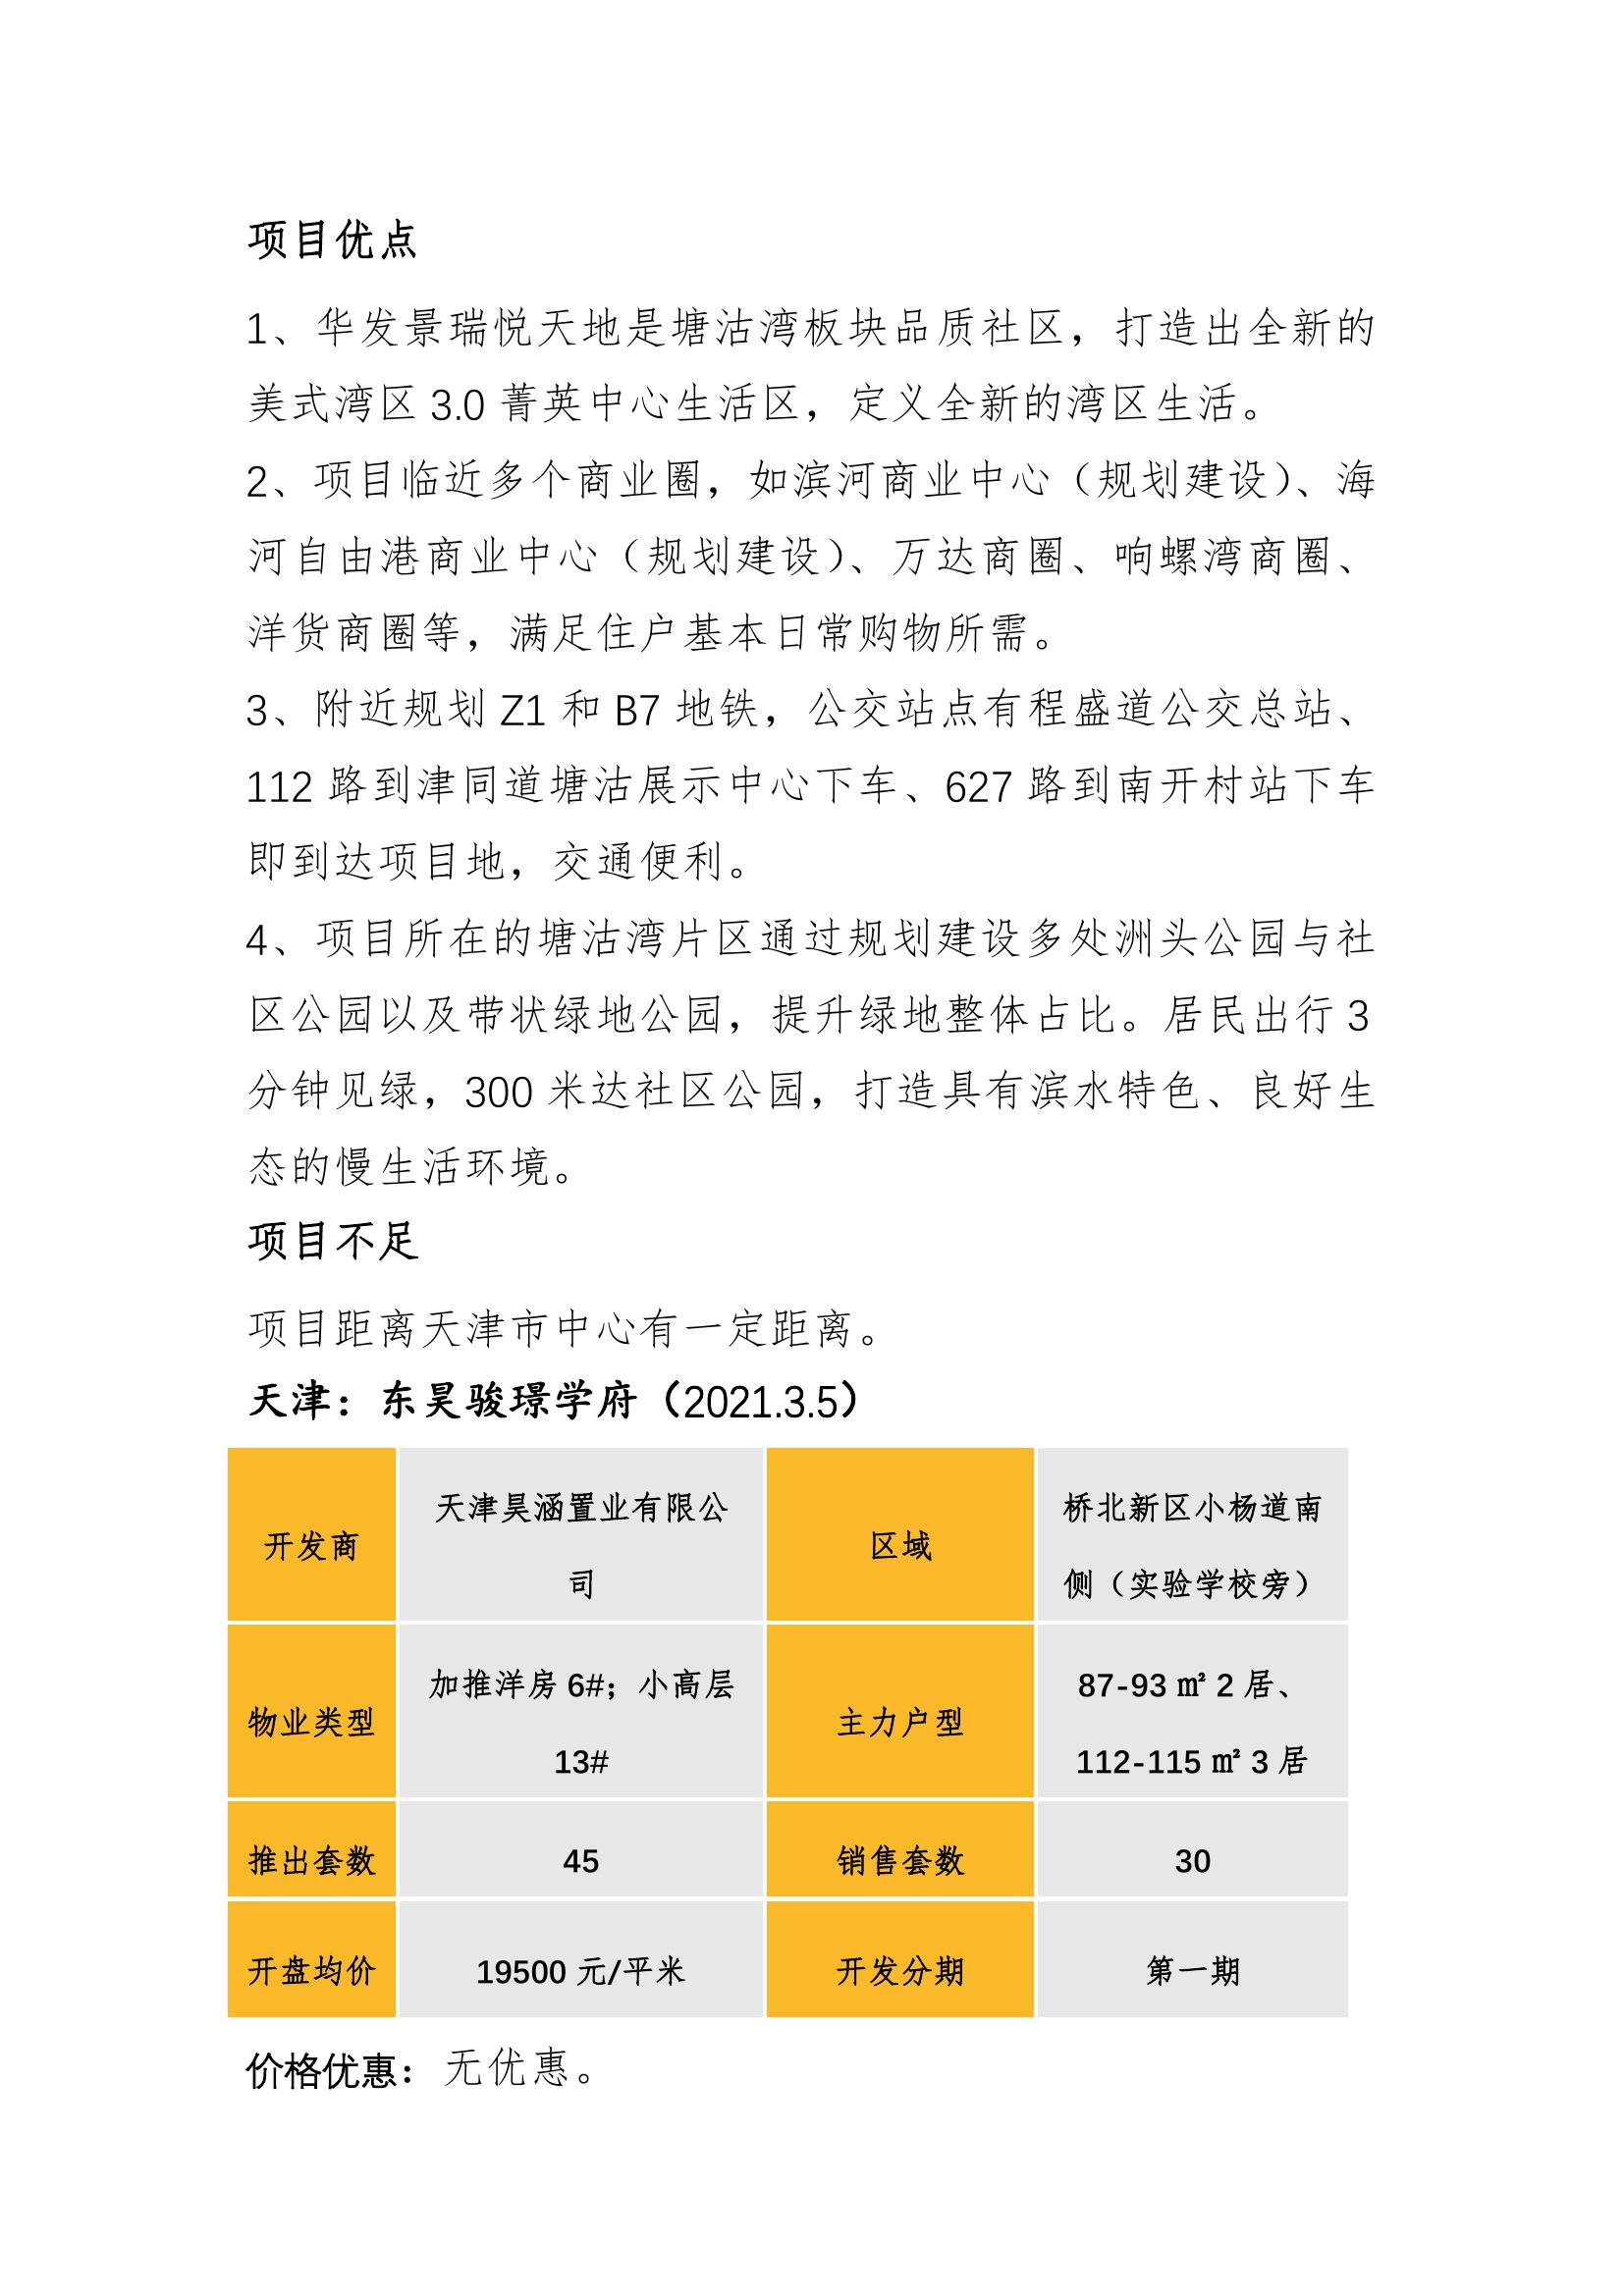 项目优点
1、华发景瑞悦天地是塘沽湾板块品质社区，打造出全新的
美式湾区 3.0 菁英中心生活区，定义全新的湾区生活。
2、项目临近多个商业圈，如滨河商业中心（规划建设）、海
河自由港商业中心（规划建设）、万达商圈、响螺湾商圈、
洋货商圈等，满足住户基本日常购物所需。
3、附近规划 Z1 和 B7 地铁，公交站点有程盛道公交总站、
112 路到津同道塘沽展示中心下车、627 路到南开村站下车
即到达项目地，交通便利。
4、项目所在的塘沽湾片区通过规划建设多处洲头公园与社
区公园以及带状绿地公园，提升绿地整体占比。居民出行 3
分钟见绿，300 米达社区公园，打造具有滨水特色、良好生
态的慢生活环境。
项目不足
项目距离天津市中心有一定距离。
天津：东昊骏璟学府（2021.3.5）
开发商
天津昊涵置业有限公
司
区域
桥北新区小杨道南
侧（实验学校旁）
物业类型
加推洋房 6#；小高层
13#
主力户型
87-93 ㎡ 2 居、
112-115 ㎡ 3 居
推出套数
45
销售套数
30
开盘均价
19500 元/平米
开发分期
第一期
价格优惠：无优惠。